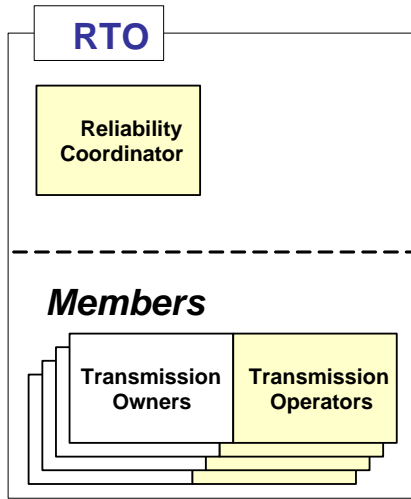 RTO
Reliability
Coordinator
Members
Transmission
Owners
Transmission
Operators